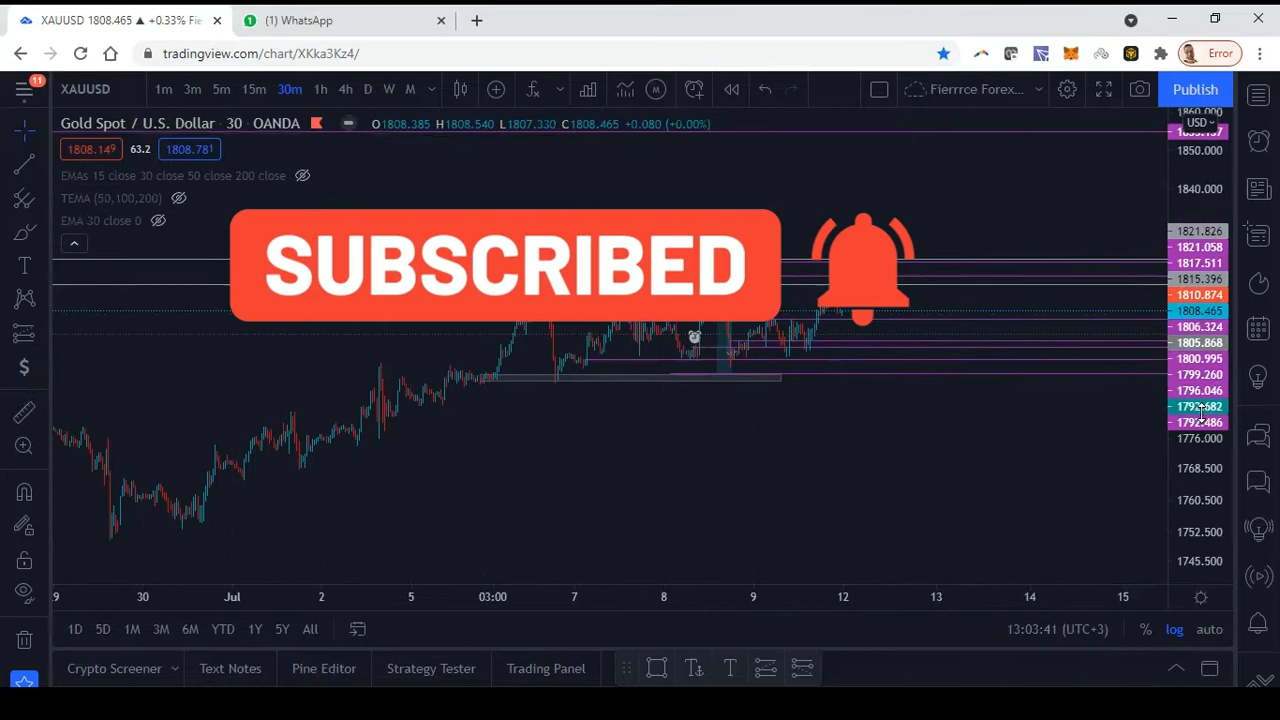 XAUUSD 1808.465 ▲ +0.33% Fie
(1) WhatsApp
tradingview.com/chart/XKka3Kz4/
Error
11
XAUUSD 1m 3m 5m 15m 30m 1h 4h D W M
Fierrrce Forex...
Publish
Gold Spot / U.S. Dollar · 30 · OANDA
O1808.385 H1808.540 L1807.330 C1808.465 +0.080 (+0.00%)
1808.149 63.2 1808.781
EMAs 15 close 30 close 50 close 200 close
TEMA (50,100,200)
EMA 30 close 0
SUBSCRIBED
1860.000
USD
1850.000
1840.000
1821.826
1821.058
1817.511
1815.396
1810.874
1808.465
1806.324
1805.868
1800.995
1799.260
1796.046
1792.486
1776.000
1768.500
1760.500
1752.500
1745.500
9 30 Jul 2 5 03:00 7 8 9 12 13 14 15
1D 5D 1M 3M 6M YTD 1Y 5Y All
13:03:41 (UTC+3) % log auto
Crypto Screener Text Notes Pine Editor Strategy Tester Trading Panel